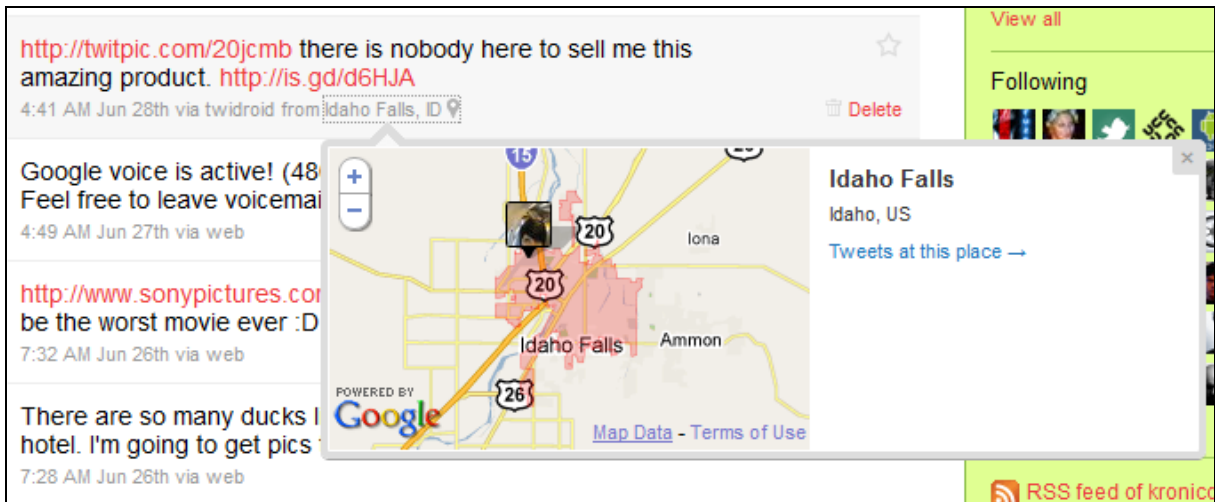 View all
http://twitpic.com/20jcmb there is nobody here to sell me this
amazing product. http://is.gd/d6HJA
4:41 AM Jun 28th via twidroid from Idaho Falls, ID
Delete
Following
Google voice is active! (48
Feel free to leave voicemai
4:49 AM Jun 27th via web
http://www.sonypictures.co
be the worst movie ever :D
7:32 AM Jun 26th via web
There are so many ducks
hotel. I'm going to get pics
7:28 AM Jun 26th via web
+
−
15
20
Iona
20
Idaho Falls
Ammon
26
POWERED BY
Google
Map Data - Terms of Use
Idaho Falls
Idaho, US
Tweets at this place →
×
RSS feed of kronic